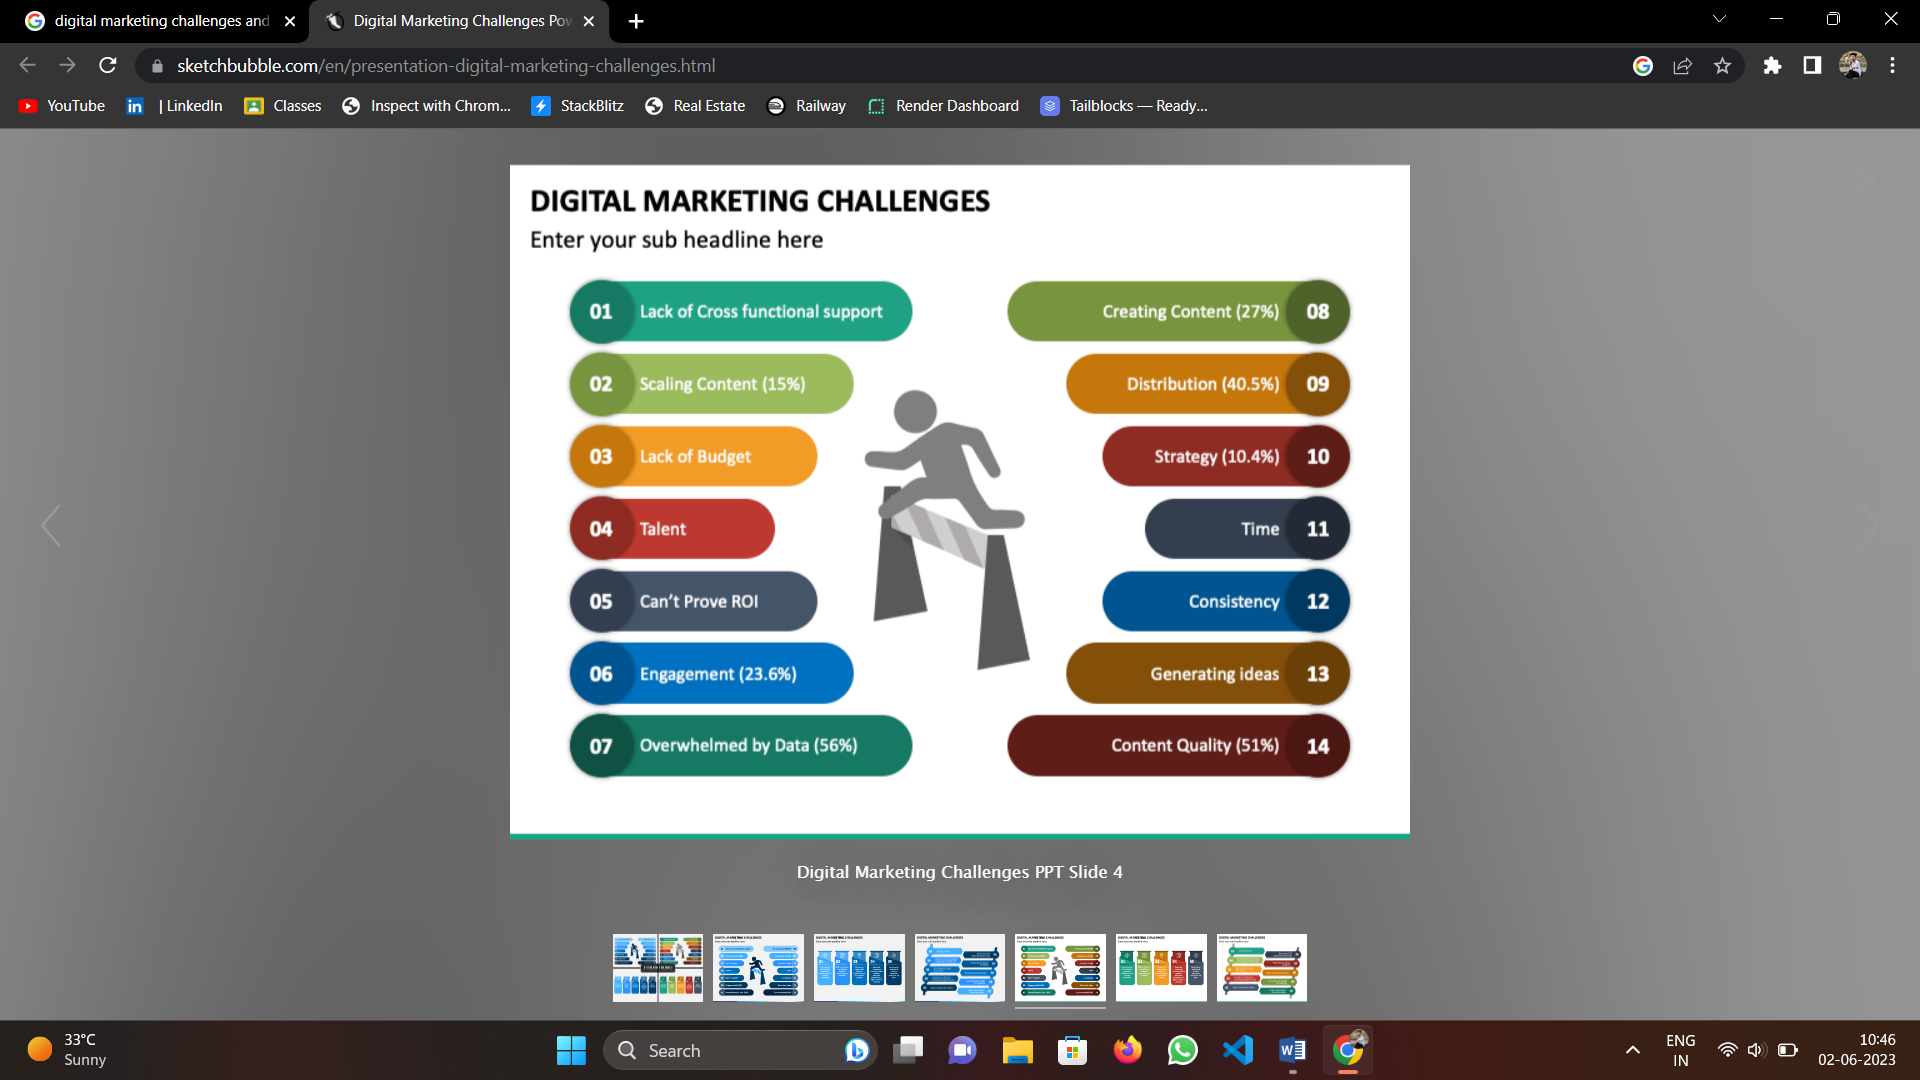 digital marketing challenges and
Digital Marketing Challenges Pow
sketchbubble.com/en/presentation-digital-marketing-challenges.html
YouTube
| LinkedIn
Classes
Inspect with Chrom...
StackBlitz
Real Estate
Railway
Render Dashboard
Tailblocks — Ready...
DIGITAL MARKETING CHALLENGES
Enter your sub headline here
01 Lack of Cross functional support
02 Scaling Content (15%)
03 Lack of Budget
04 Talent
05 Can't Prove ROI
06 Engagement (23.6%)
07 Overwhelmed by Data (56%)
Creating Content (27%) 08
Distribution (40.5%) 09
Strategy (10.4%) 10
Time 11
Consistency 12
Generating ideas 13
Content Quality (51%) 14
Digital Marketing Challenges PPT Slide 4
33°C
Sunny
Search
ENG
IN
10:46
02-06-2023